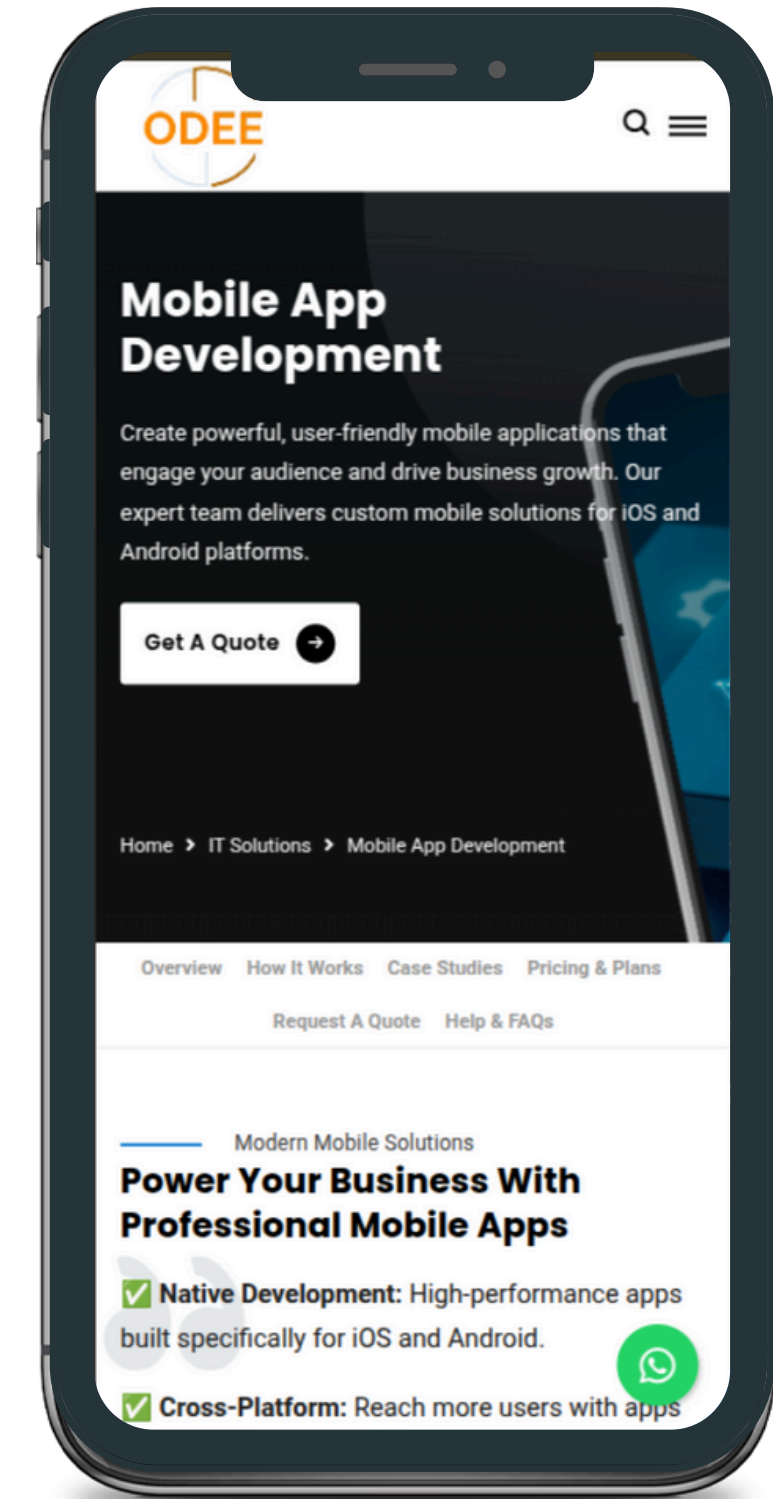 ODEE
Mobile App
Development
Create powerful, user-friendly mobile applications that
engage your audience and drive business growth. Our
expert team delivers custom mobile solutions for iOS and
Android platforms.
Get A Quote
Home > IT Solutions > Mobile App Development
Overview How It Works Case Studies Pricing & Plans
Request A Quote Help & FAQs
Modern Mobile Solutions
Power Your Business With
Professional Mobile Apps
✅ Native Development: High-performance apps
built specifically for iOS and Android.
✅ Cross-Platform: Reach more users with apps